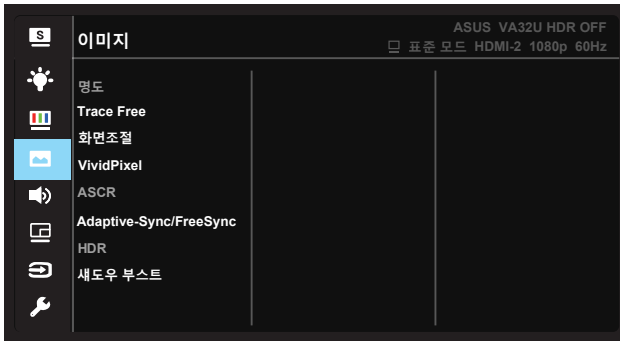 S
ASUS VA32U HDR OFF
이미지
표준 모드 HDMI-2 1080p 60Hz
명도
Trace Free
화면조절
VividPixel
ASCR
Adaptive-Sync/FreeSync
HDR
섀도우 부스트